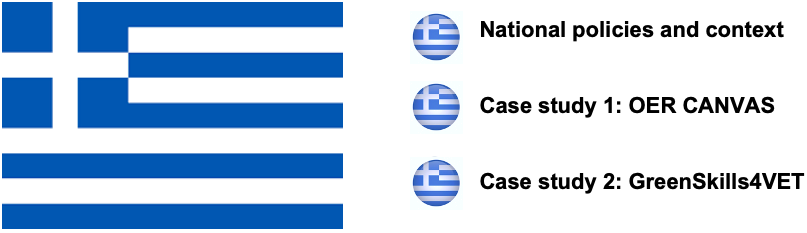 National policies and context
Case study 1: OER CANVAS
Case study 2: GreenSkills4VET